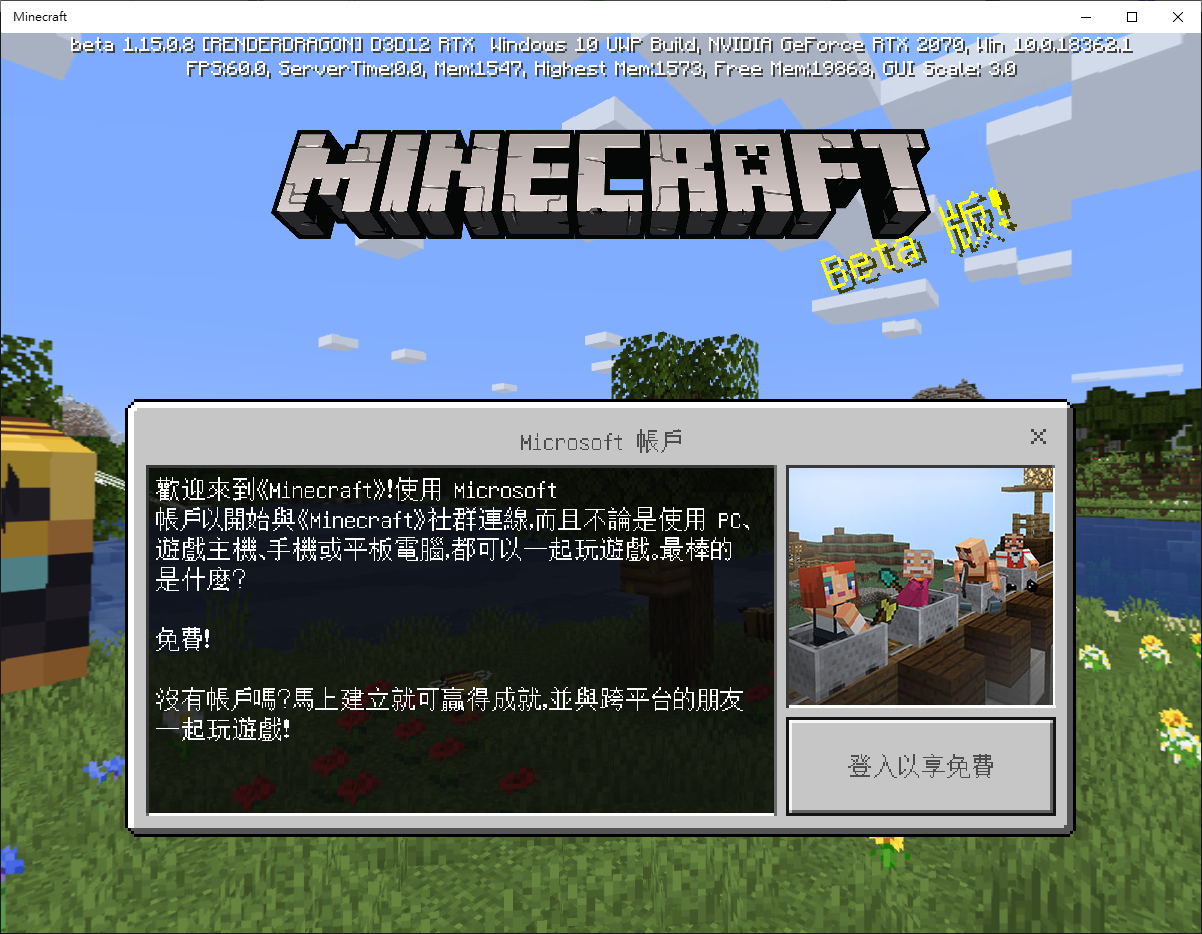 Minecraft
beta 1.15.0.8 [RENDERDRAGON] D3D12 RTX  Windows 10 UWP Build, NVIDIA GeForce RTX 2070, Win 10.0.18362.1
FPS:60.0, ServerTime:0.0, Mem:1547, Highest Mem:1573, Free Mem:19863, GUI Scale: 3.0
MINECRAFT
Beta 版!
Microsoft 帳戶
歡迎來到《Minecraft》!使用 Microsoft
帳戶以開始與《Minecraft》社群連線,而且不論是使用 PC、
遊戲主機、手機或平板電腦,都可以一起玩遊戲。最棒的
是什麼?
免費!
沒有帳戶嗎?馬上建立就可贏得成就,並與跨平台的朋友
一起玩遊戲!
登入以享免費